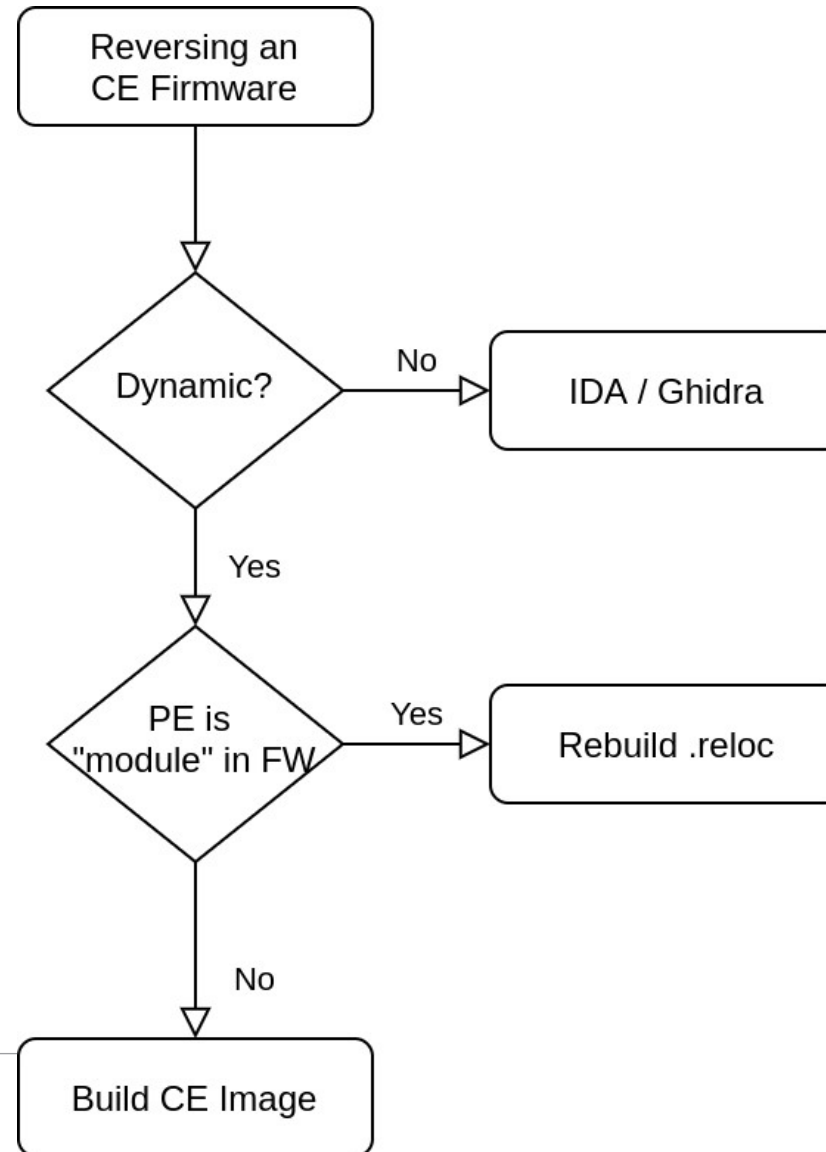 Reversing an
CE Firmware
Dynamic?
No
IDA / Ghidra
Yes
PE is
"module" in FW
Yes
Rebuild .reloc
No
Build CE Image